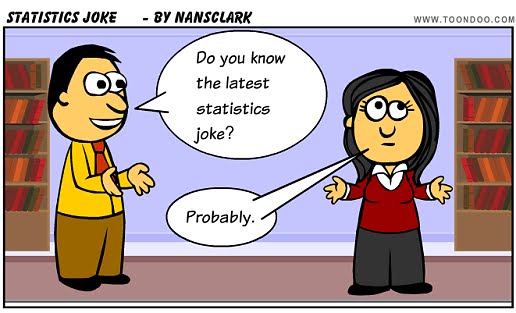 STATISTICS JOKE - BY NANSCLARK
WWW.TOONDOO.COM
Do you know
the latest
statistics
joke?
Probably.